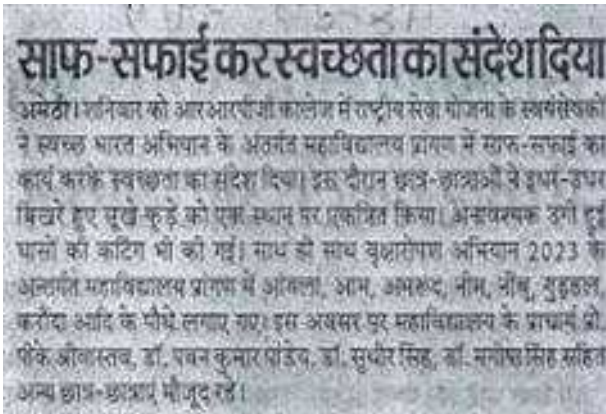 साफ-सफाई कर स्वच्छता का संदेश दिया
अमेठी। शनिवार को आरआरपीजी कालेज में राष्ट्रीय सेवा योजना के स्वयंसेवकों
ने स्वच्छ भारत अभियान के अंतर्गत महाविद्यालय प्रांगण में साफ-सफाई का
कार्य करके स्वच्छता का संदेश दिया। इस दौरान छात्र-छात्राओं ने इधर-उधर
बिखरे हुए सूखे कूड़े को एक स्थान पर एकत्रित किया। अनावश्यक उगी हुई
घासों की कटिंग भी की गई। साथ ही साथ वृक्षारोपण अभियान 2023 के
अन्तर्गत महाविद्यालय प्रांगण में आंवला, आम, अमरूद, नीम, नीबू, गुड़हल,
करौंदा आदि के पौधे लगाए गए। इस अवसर पर महाविद्यालय के प्राचार्य प्रो.
पीके श्रीवास्तव, डॉ. पवन कुमार पांडेय, डॉ. सुधीर सिंह, डॉ. मनोष सिंह सहित
अन्य छात्र-छात्राएं मौजूद रहे।